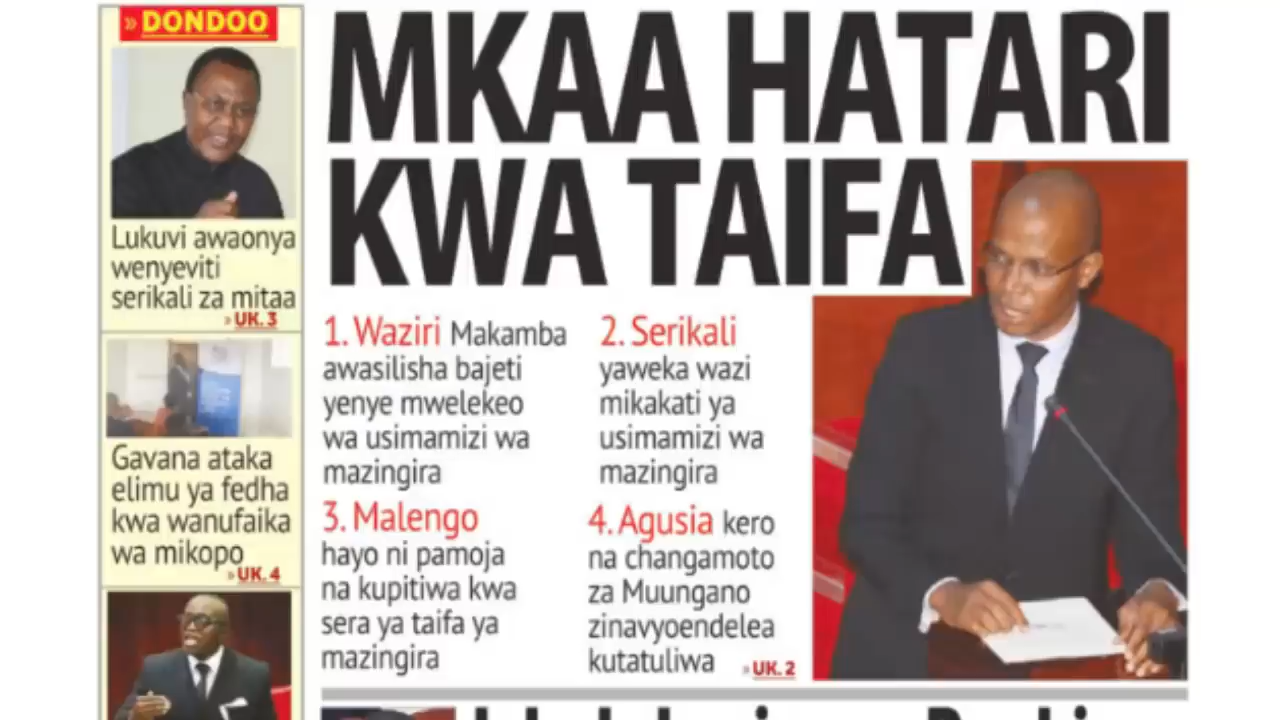 » DONDOO
Lukuvi awaonya
wenyeviti
serikali za mitaa
» UK. 3
Gavana ataka
elimu ya fedha
kwa wanufaika
wa mikopo
» UK. 4
MKAA HATARI
KWA TAIFA
1. Waziri Makamba
awasilisha bajeti
yenye mwelekeo
wa usimamizi wa
mazingira
2. Serikali
yaweka wazi
mikakati ya
usimamizi wa
mazingira
3. Malengo
hayo ni pamoja
na kupitiwa kwa
sera ya taifa ya
mazingira
4. Agusia kero
na changamoto
za Muungano
zinavyoendelea
kutatuliwa
» UK. 2